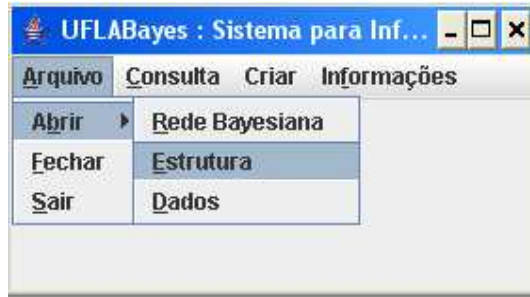 UFLABayes : Sistema para Inf...
Arquivo Consulta Criar Informações
Abrir Rede Bayesiana
Fechar Estrutura
Sair Dados